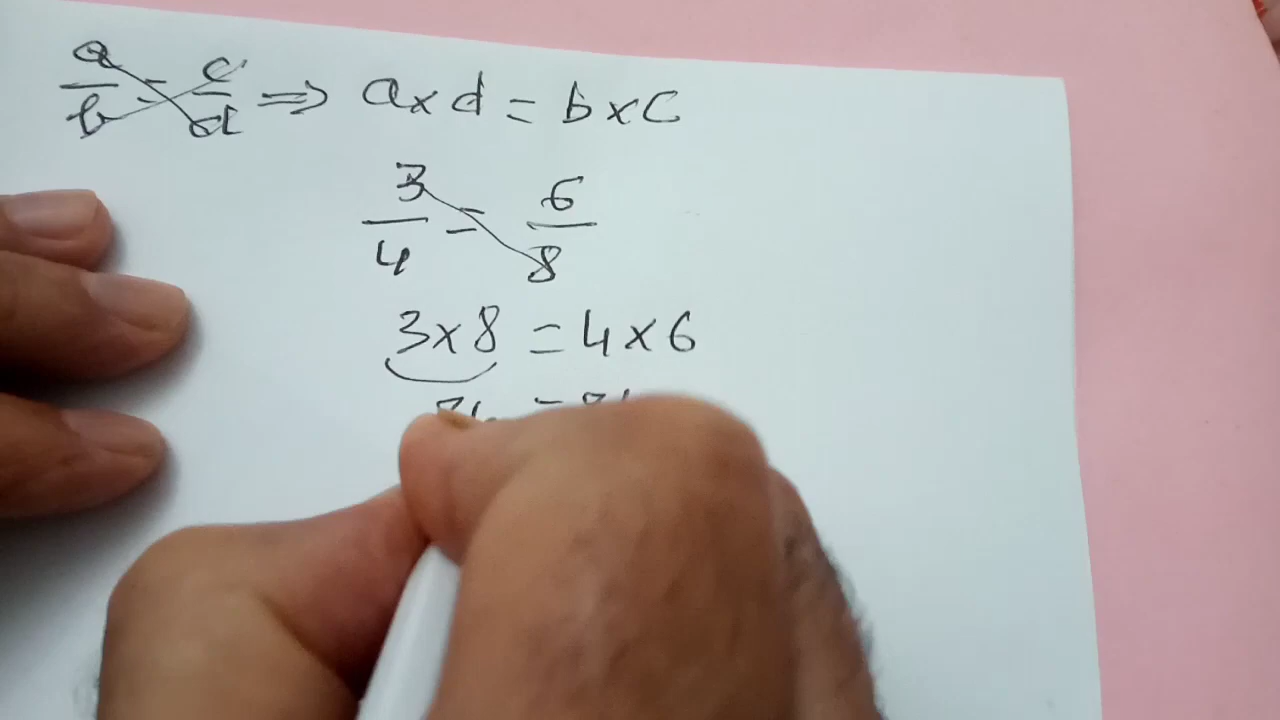 a/b = c/d ⇒ a x d = b x c
3/4 = 6/8
3 x 8 = 4 x 6
=